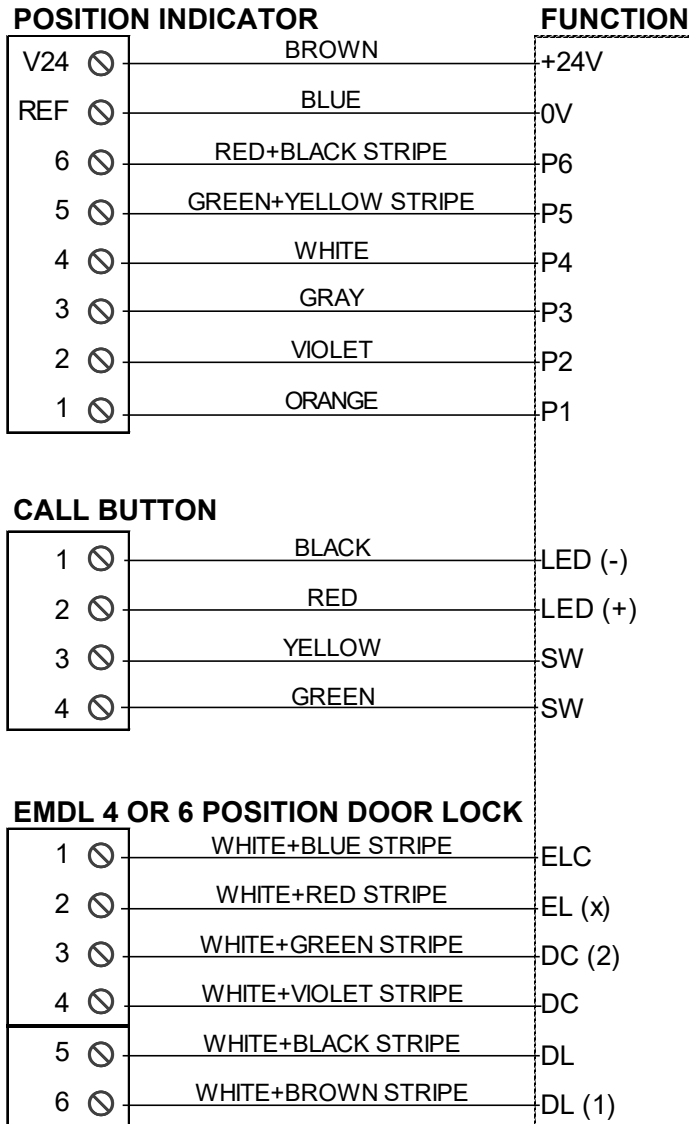 POSITION INDICATOR FUNCTION
V24 BROWN +24V
REF BLUE 0V
6 RED+BLACK STRIPE P6
5 GREEN+YELLOW STRIPE P5
4 WHITE P4
3 GRAY P3
2 VIOLET P2
1 ORANGE P1
CALL BUTTON
1 BLACK LED (-)
2 RED LED (+)
3 YELLOW SW
4 GREEN SW
EMDL 4 OR 6 POSITION DOOR LOCK
1 WHITE+BLUE STRIPE ELC
2 WHITE+RED STRIPE EL (x)
3 WHITE+GREEN STRIPE DC (2)
4 WHITE+VIOLET STRIPE DC
5 WHITE+BLACK STRIPE DL
6 WHITE+BROWN STRIPE DL (1)